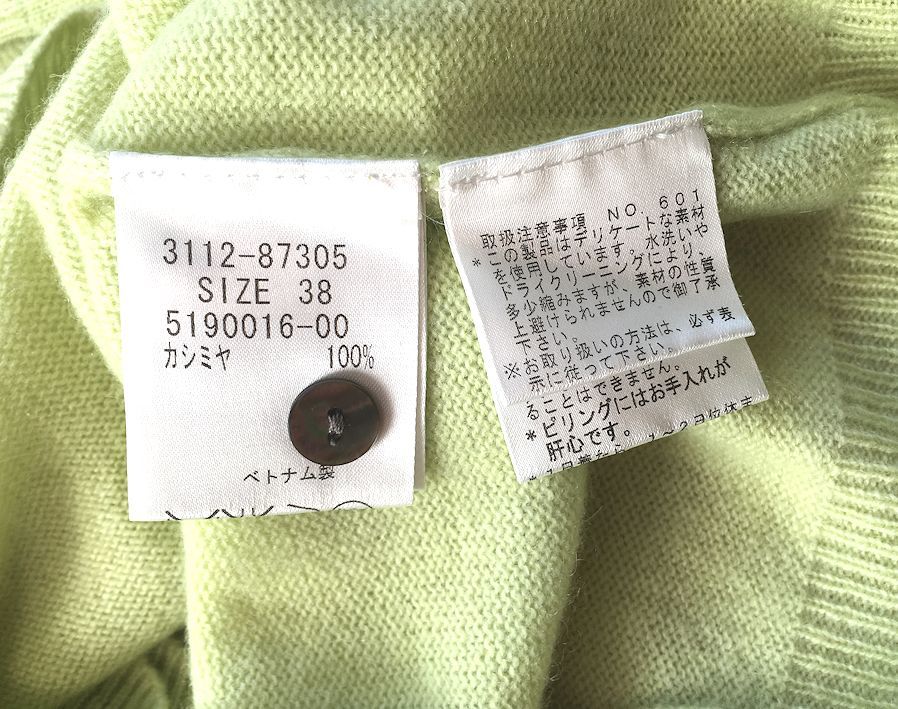 3112-87305
SIZE 38
5190016-00
カシミヤ 100%
ベトナム製
取扱注意事項 NO. 601
* この製品はデリケートな素材
を使用しています。水洗いや
ドライクリーニングにより、
多少縮みますが、素材の性質
上避けられませんので御了承
下さい。
※お取り扱いの方法は、必ず表
示に従って下さい。
ることはできません。
*ピリングにはお手入れが
肝心です。